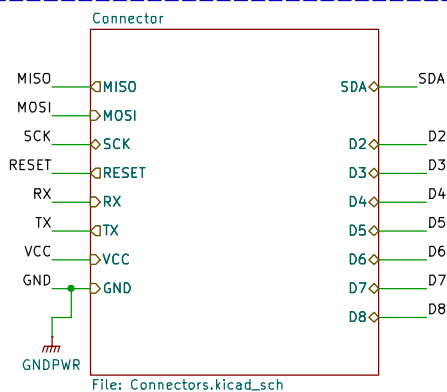 Connector
MISO MISO SDA SDA
MOSI MOSI
SCK SCK D2 D2
RESET RESET D3 D3
RX RX D4 D4
TX TX D5 D5
VCC VCC D6 D6
GND GND D7 D7
D8 D8
GNDPWR
File: Connectors.kicad_sch